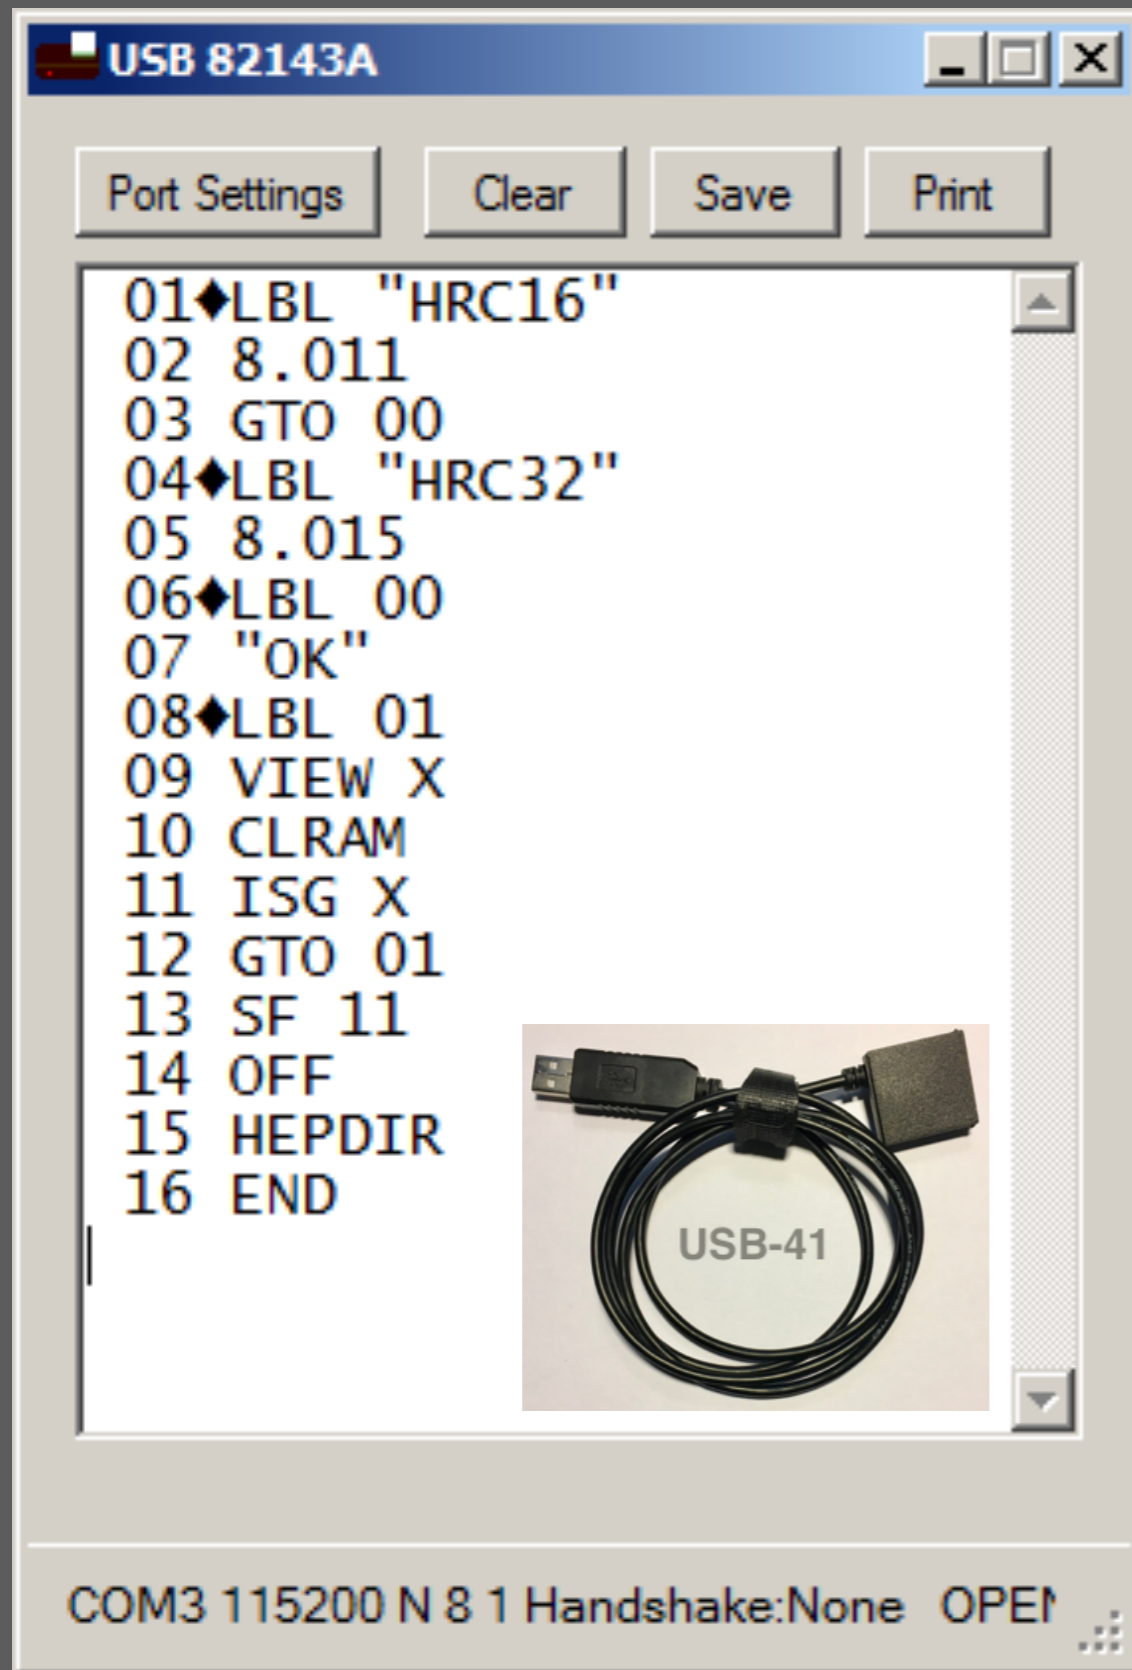 USB 82143A
Port Settings Clear Save Print
01♦LBL "HRC16"
02 8.011
03 GTO 00
04♦LBL "HRC32"
05 8.015
06♦LBL 00
07 "OK"
08♦LBL 01
09 VIEW X
10 CLRAM
11 ISG X
12 GTO 01
13 SF 11
14 OFF
15 HEPDIR
16 END
USB-41
COM3 115200 N 8 1 Handshake:None